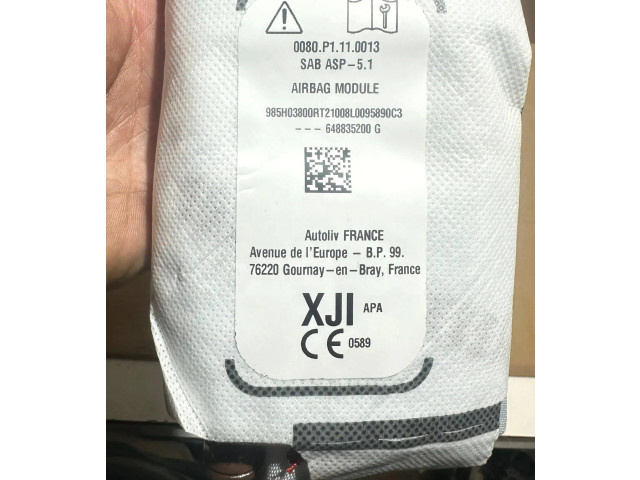 0080.P1.11.0013
SAB ASP-5.1
AIRBAG MODULE
985H03800RT21008L0095890C3
--- 648835200 G
Autoliv FRANCE
Avenue de l'Europe - B.P. 99.
76220 Gournay-en-Bray, France
XJI APA
CE 0589